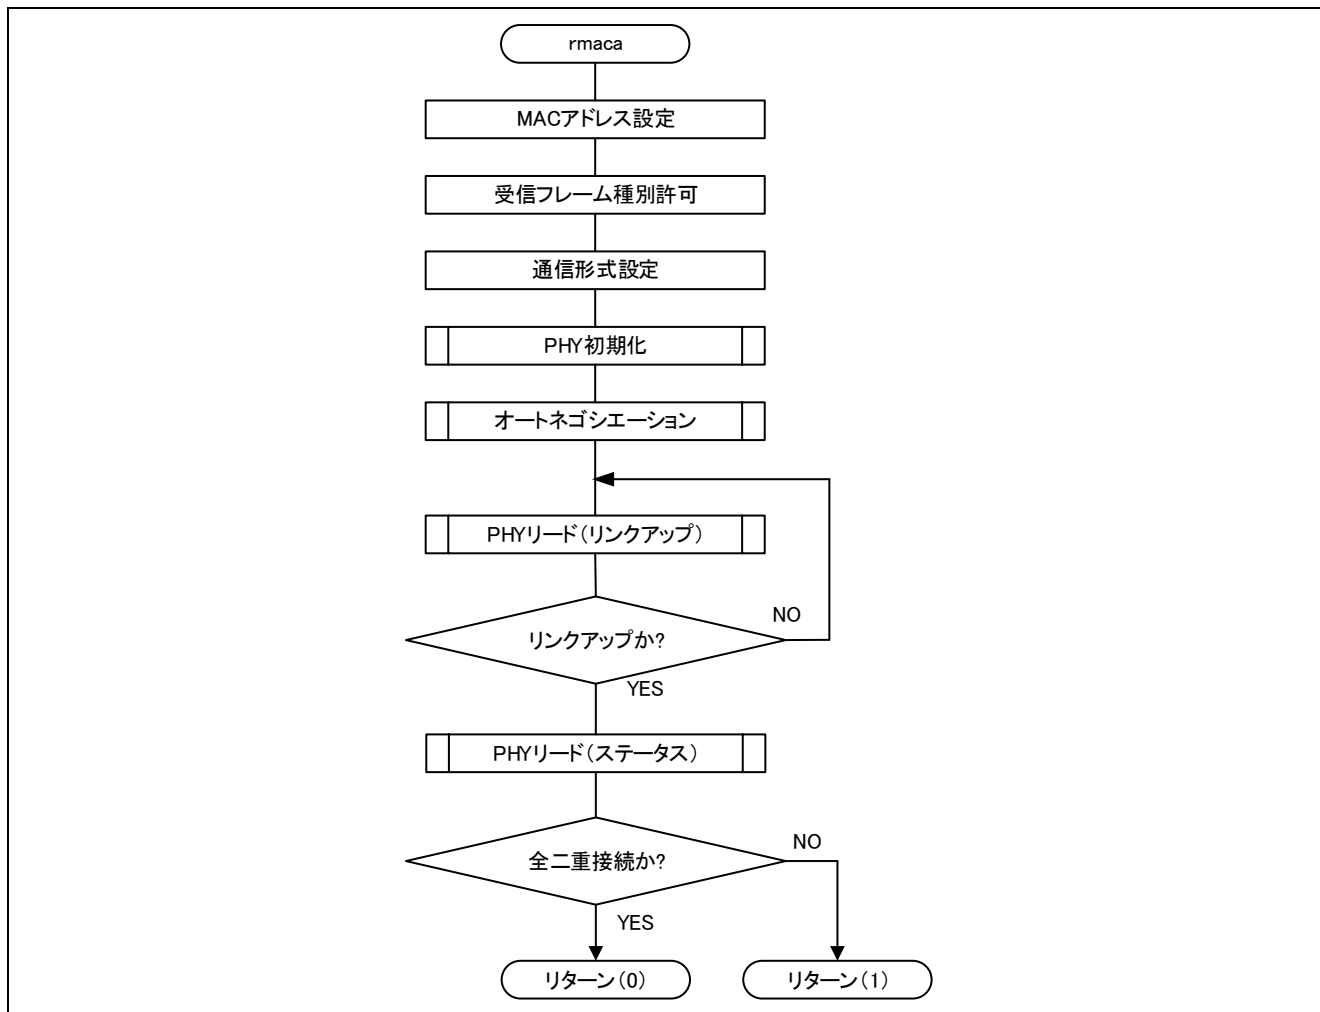 rmaca
MACアドレス設定
受信フレーム種別許可
通信形式設定
PHY初期化
オートネゴシエーション
PHYリード(リンクアップ)
NO
リンクアップか?
YES
PHYリード(ステータス)
NO
全二重接続か?
YES
リターン(0)
リターン(1)